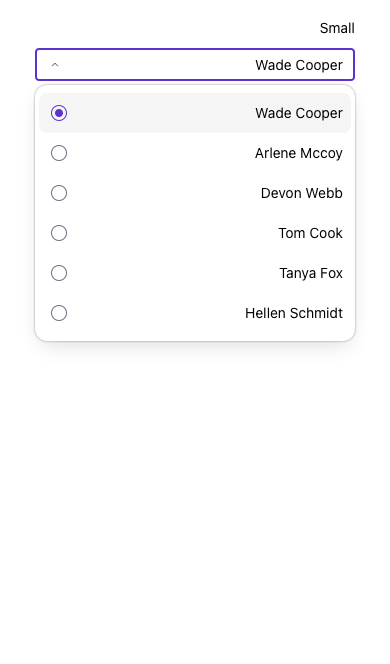 Small
Wade Cooper
Wade Cooper
Arlene Mccoy
Devon Webb
Tom Cook
Tanya Fox
Hellen Schmidt